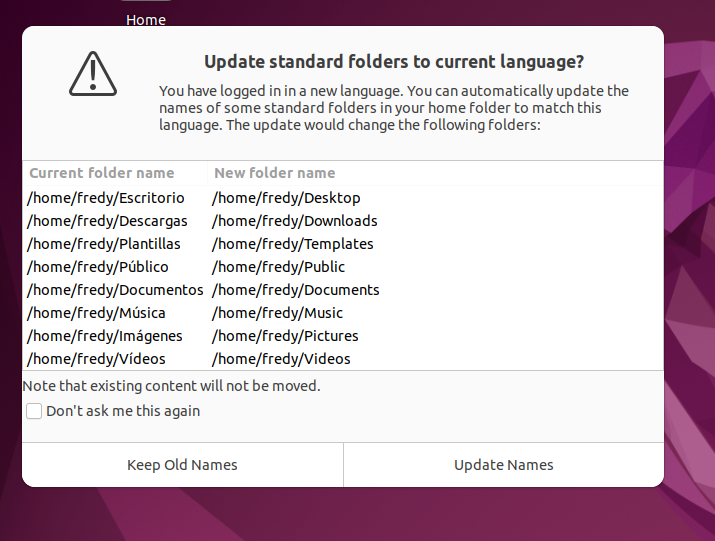 Home
Update standard folders to current language?
You have logged in in a new language. You can automatically update the
names of some standard folders in your home folder to match this
language. The update would change the following folders:
Current folder name New folder name
/home/fredy/Escritorio /home/fredy/Desktop
/home/fredy/Descargas /home/fredy/Downloads
/home/fredy/Plantillas /home/fredy/Templates
/home/fredy/Público /home/fredy/Public
/home/fredy/Documentos /home/fredy/Documents
/home/fredy/Música /home/fredy/Music
/home/fredy/Imágenes /home/fredy/Pictures
/home/fredy/Vídeos /home/fredy/Videos
Note that existing content will not be moved.
Don't ask me this again
Keep Old Names Update Names